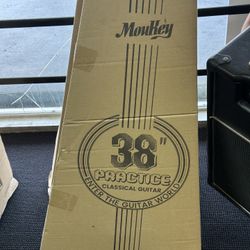 MouKey
38"
PRACTICE
CLASSICAL GUITAR
ENTER THE GUITAR WORLD